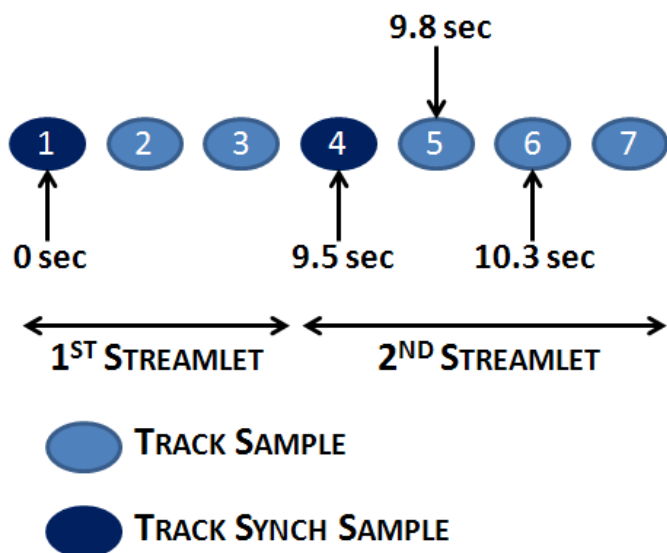 9.8 sec
1 2 3 4 5 6 7
0 sec 9.5 sec 10.3 sec
1ST STREAMLET 2ND STREAMLET
TRACK SAMPLE
TRACK SYNCH SAMPLE